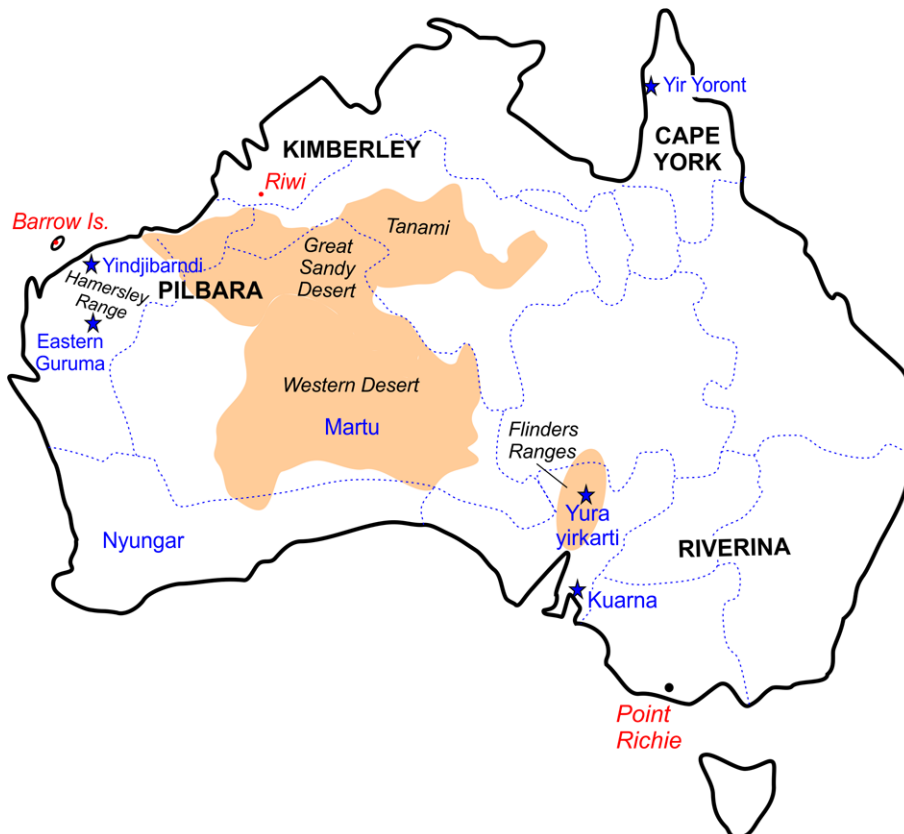 Yir Yoront
CAPE
YORK
KIMBERLEY
Riwi
Barrow Is.
Tanami
Great
Sandy
Desert
Yindjibarndi
PILBARA
Hamersley
Range
Eastern
Guruma
Western Desert
Martu
Flinders
Ranges
Yura
yirkarti
Nyungar
RIVERINA
Kuarna
Point
Richie